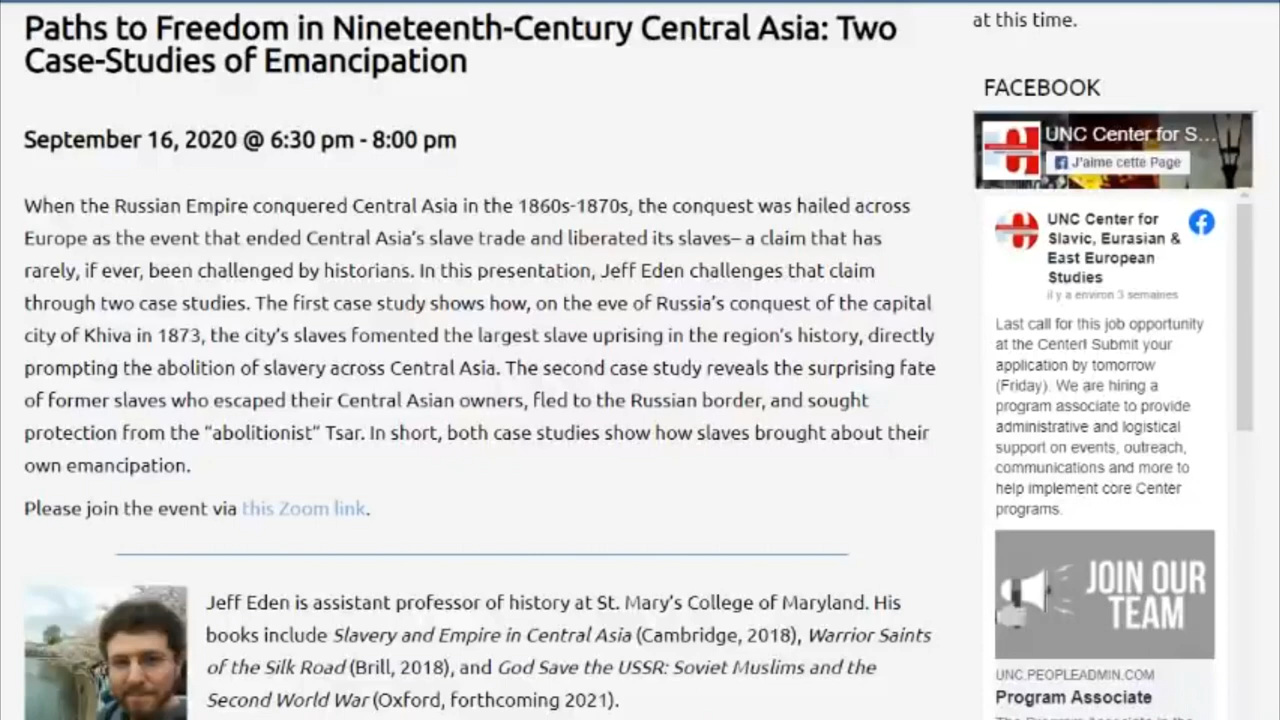 Paths to Freedom in Nineteenth-Century Central Asia: Two
Case-Studies of Emancipation
September 16, 2020 @ 6:30 pm - 8:00 pm
When the Russian Empire conquered Central Asia in the 1860s-1870s, the conquest was hailed across
Europe as the event that ended Central Asia's slave trade and liberated its slaves– a claim that has
rarely, if ever, been challenged by historians. In this presentation, Jeff Eden challenges that claim
through two case studies. The first case study shows how, on the eve of Russia's conquest of the capital
city of Khiva in 1873, the city's slaves fomented the largest slave uprising in the region's history, directly
prompting the abolition of slavery across Central Asia. The second case study reveals the surprising fate
of former slaves who escaped their Central Asian owners, fled to the Russian border, and sought
protection from the “abolitionist” Tsar. In short, both case studies show how slaves brought about their
own emancipation.
Please join the event via this Zoom link.
Jeff Eden is assistant professor of history at St. Mary's College of Maryland. His
books include Slavery and Empire in Central Asia (Cambridge, 2018), Warrior Saints
of the Silk Road (Brill, 2018), and God Save the USSR: Soviet Muslims and the
Second World War (Oxford, forthcoming 2021).
at this time.
FACEBOOK
UNC Center for S...
J'aime cette Page
UNC Center for
Slavic, Eurasian &
East European
Studies
il y a environ 3 semaines
Last call for this job opportunity
at the Center! Submit your
application by tomorrow
(Friday). We are hiring a
program associate to provide
administrative and logistical
support on events, outreach,
communications and more to
help implement core Center
programs.
JOIN OUR
TEAM
UNC.PEOPLEADMIN.COM
Program Associate